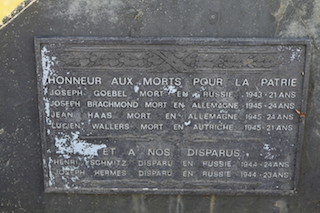 HONNEUR AUX MORTS POUR LA PATRIE
JOSEPH GOEBEL MORT EN RUSSIE 1943-21 ANS
JOSEPH BRACHMOND MORT EN ALLEMAGNE 1945-24 ANS
JEAN HAAS MORT EN ALLEMAGNE 1945-24 ANS
LUCIEN WALLERS MORT EN AUTRICHE 1945-21 ANS
ET A NOS DISPARUS
HENRI SCHMITZ DISPARU EN RUSSIE 1944-24 ANS
JOSEPH HERMES DISPARU EN RUSSIE 1944-23 ANS